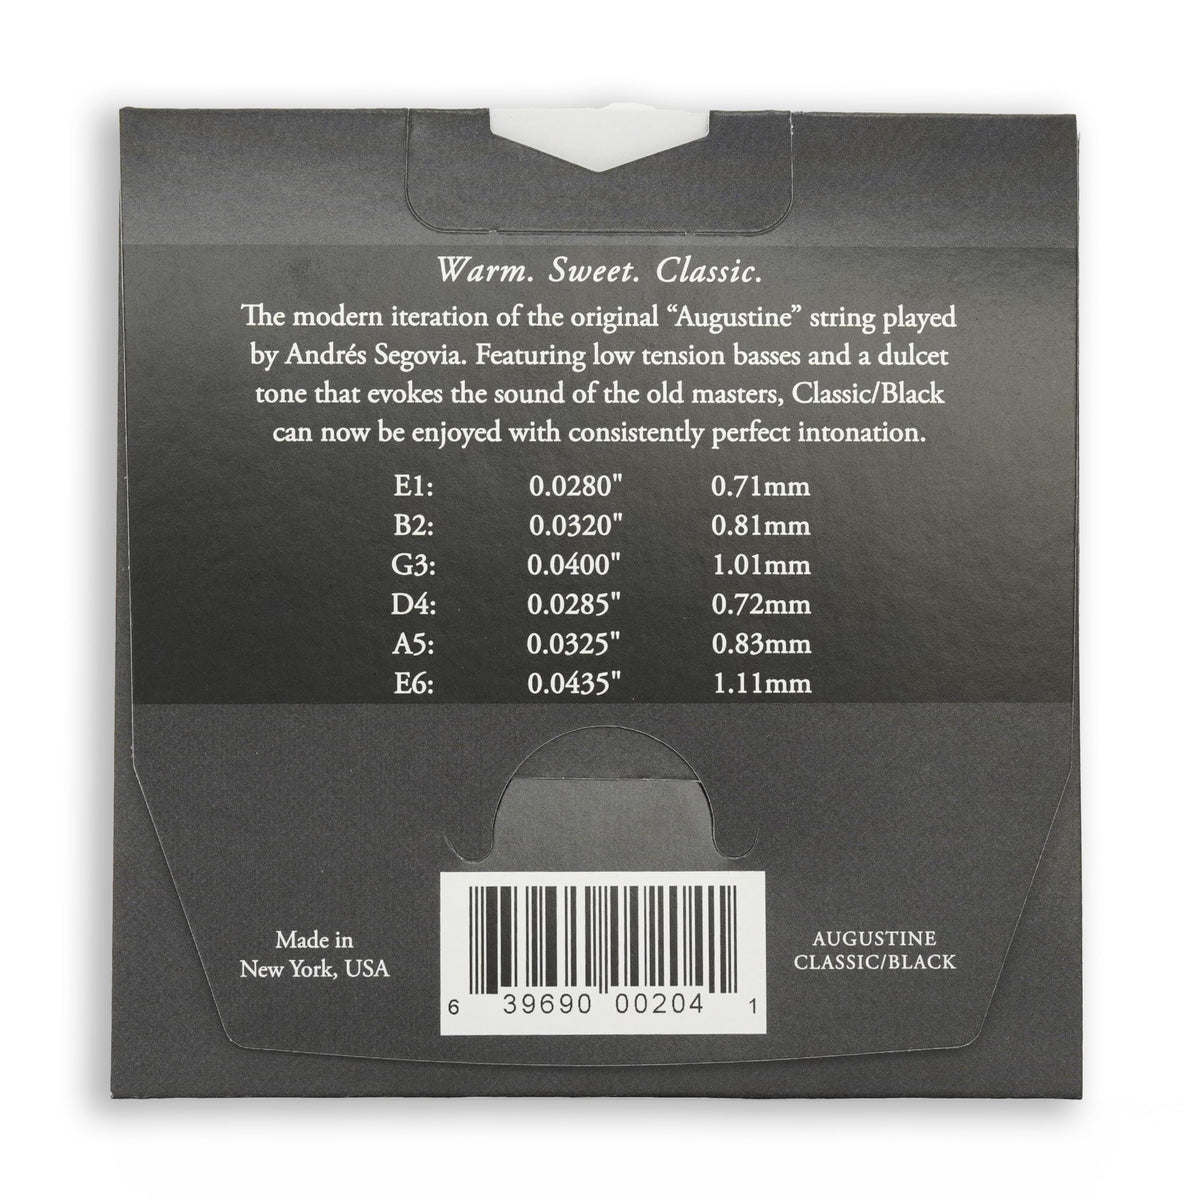 Warm. Sweet. Classic.
The modern iteration of the original “Augustine” string played
by Andrés Segovia. Featuring low tension basses and a dulcet
tone that evokes the sound of the old masters, Classic/Black
can now be enjoyed with consistently perfect intonation.
E1: 0.0280" 0.71mm
B2: 0.0320" 0.81mm
G3: 0.0400" 1.01mm
D4: 0.0285" 0.72mm
A5: 0.0325" 0.83mm
E6: 0.0435" 1.11mm
Made in
New York, USA
6 39690 00204 1
AUGUSTINE
CLASSIC/BLACK